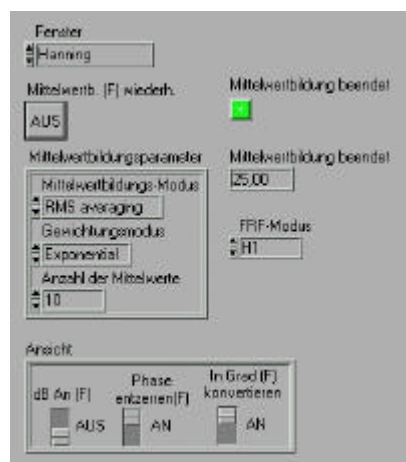 Fenster
Hanning
Mittelwertb. (F) wiederh.
AUS
Mittelwertbildung beendet
Mittelwertbildungsparameter
Mittelwertbildungs-Modus
RMS averaging
Gewichtungsmodus
Exponential
Anzahl der Mittelwerte
10
Mittelwertbildung beendet
25,00
FRF-Modus
H1
Ansicht
dB An (F)
AUS
Phase
entzerren(F)
AN
In Grad (F)
konvertieren
AN